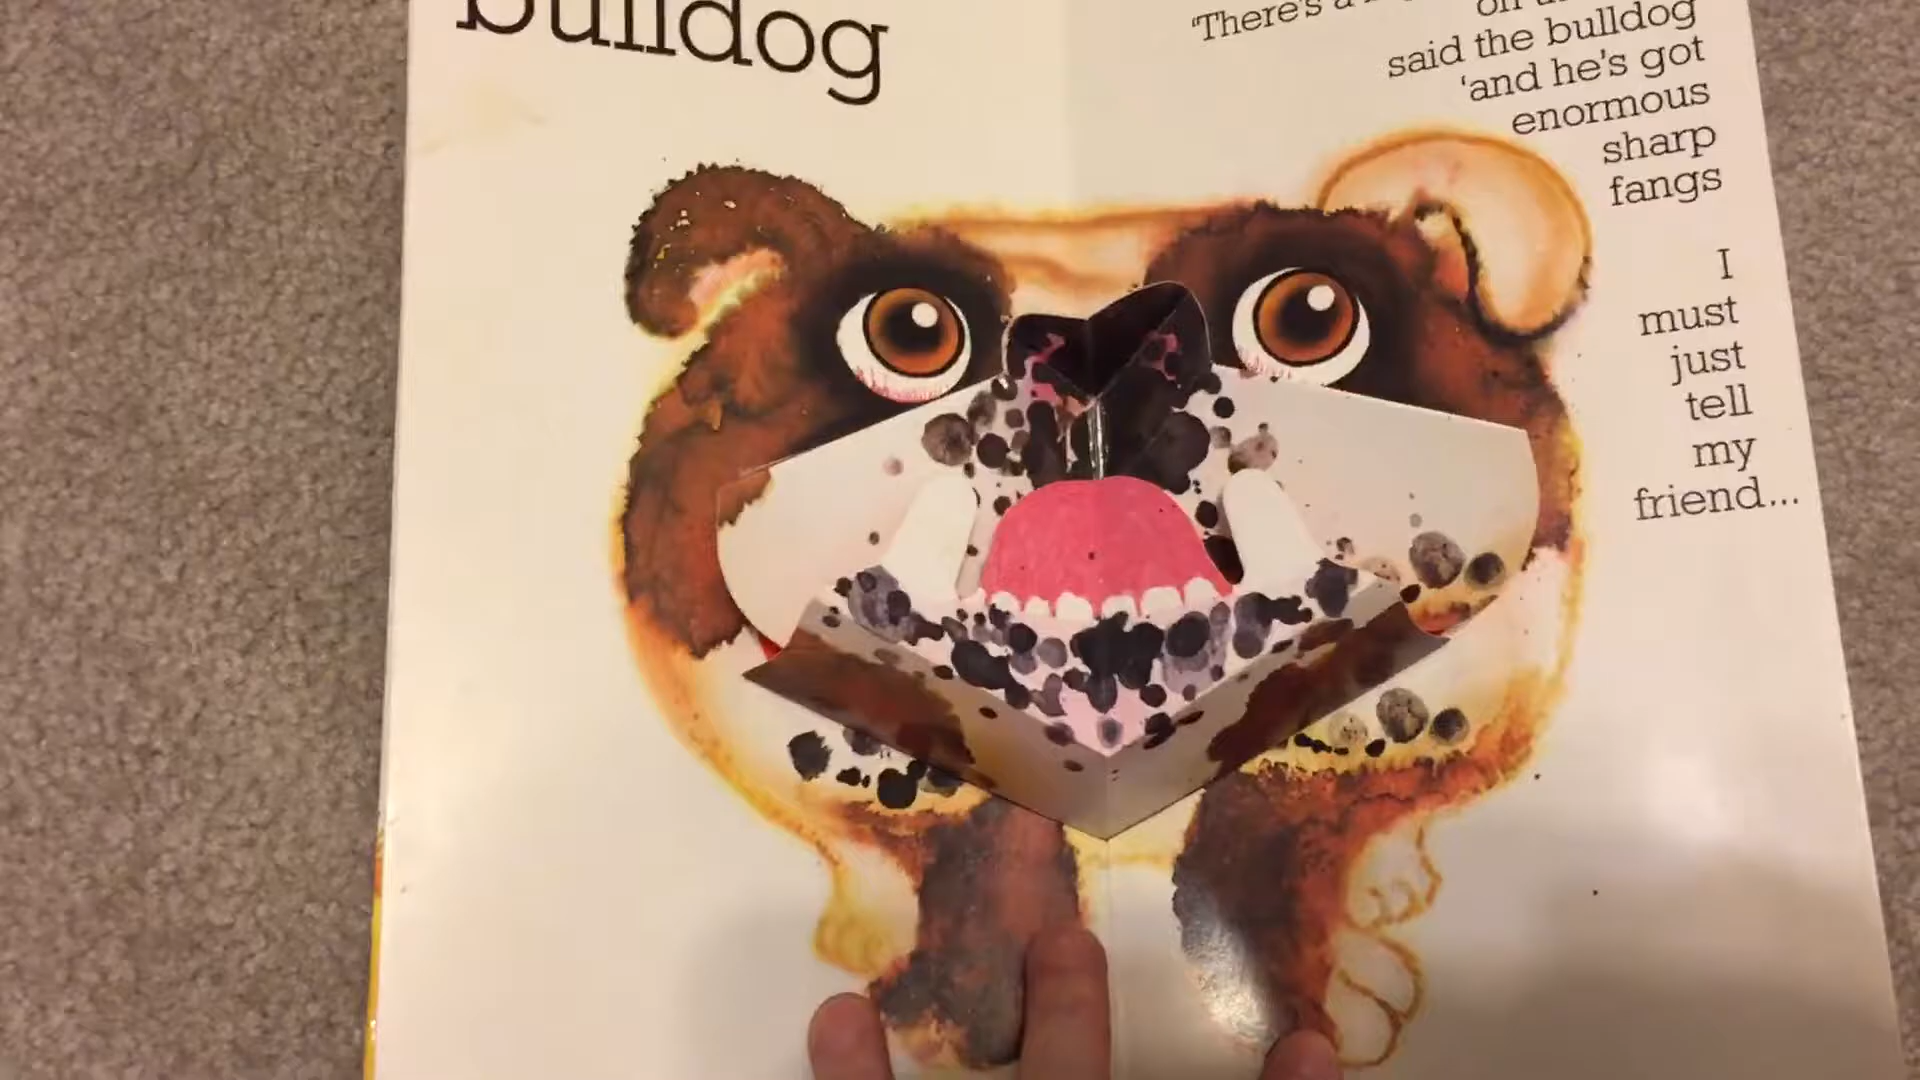 bulldog
'There's a
said the bulldog
'and he's got
enormous
sharp
fangs
I
must
just
tell
my
friend...